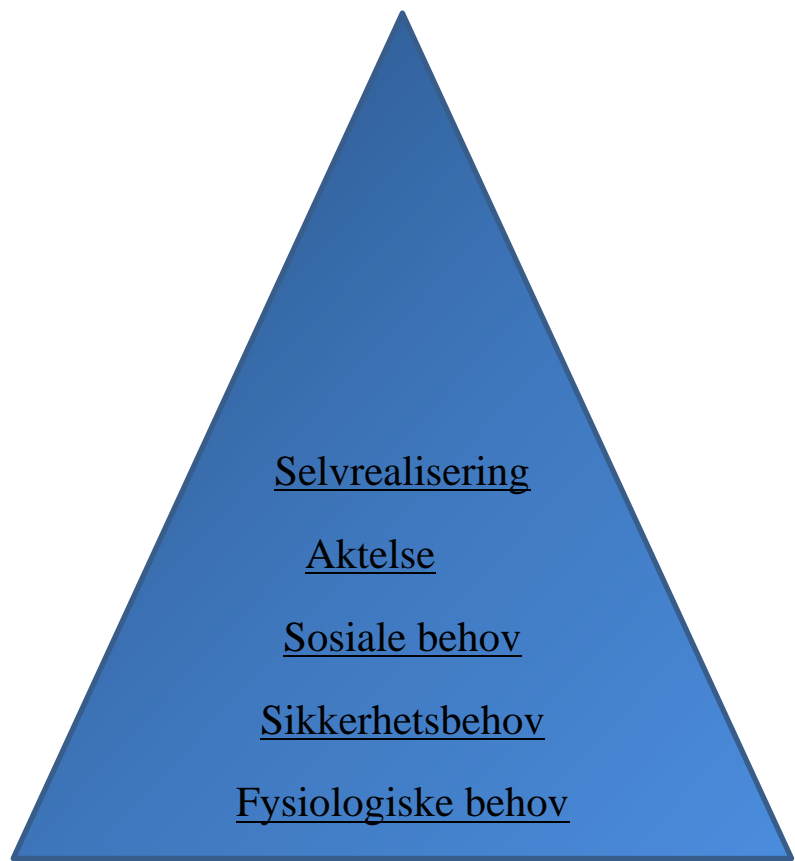 Selvrealisering
Aktelse
Sosiale behov
Sikkerhetsbehov
Fysiologiske behov